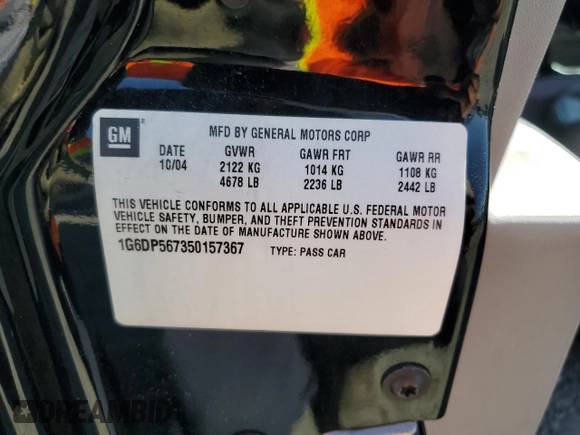 GM®
MFD BY GENERAL MOTORS CORP
DATE GVWR GAWR FRT GAWR RR
10/04 2122 KG 1014 KG 1108 KG
4678 LB 2236 LB 2442 LB
THIS VEHICLE CONFORMS TO ALL APPLICABLE U.S. FEDERAL MOTOR
VEHICLE SAFETY, BUMPER, AND THEFT PREVENTION STANDARDS IN
EFFECT ON THE DATE OF MANUFACTURE SHOWN ABOVE.
1G6DP567350157367 TYPE: PASS CAR
DREAMBID